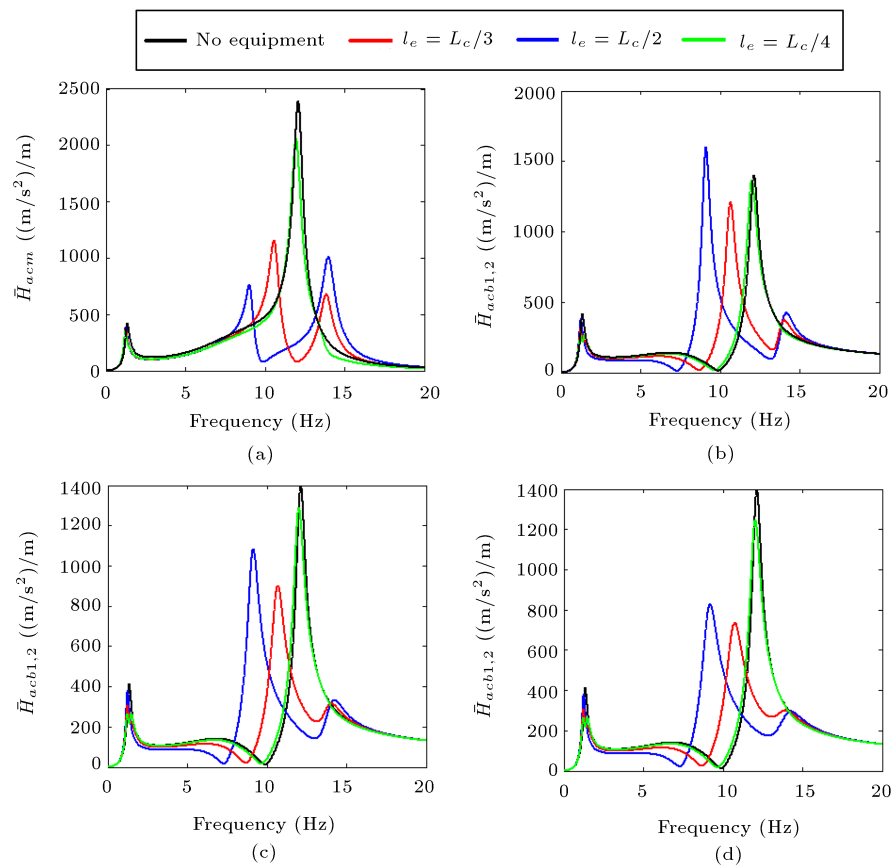 No equipment l_e = L_c/3 l_e = L_c/2 l_e = L_c/4
H̄_acm ((m/s²)/m)
2500
2000
1500
1000
500
0
0 5 10 15 20
Frequency (Hz)
(a)
H̄_acb1,2 ((m/s²)/m)
2000
1500
1000
500
0
0 5 10 15 20
Frequency (Hz)
(b)
H̄_acb1,2 ((m/s²)/m)
1400
1200
1000
800
600
400
200
0
0 5 10 15 20
Frequency (Hz)
(c)
H̄_acb1,2 ((m/s²)/m)
1400
1200
1000
800
600
400
200
0
0 5 10 15 20
Frequency (Hz)
(d)